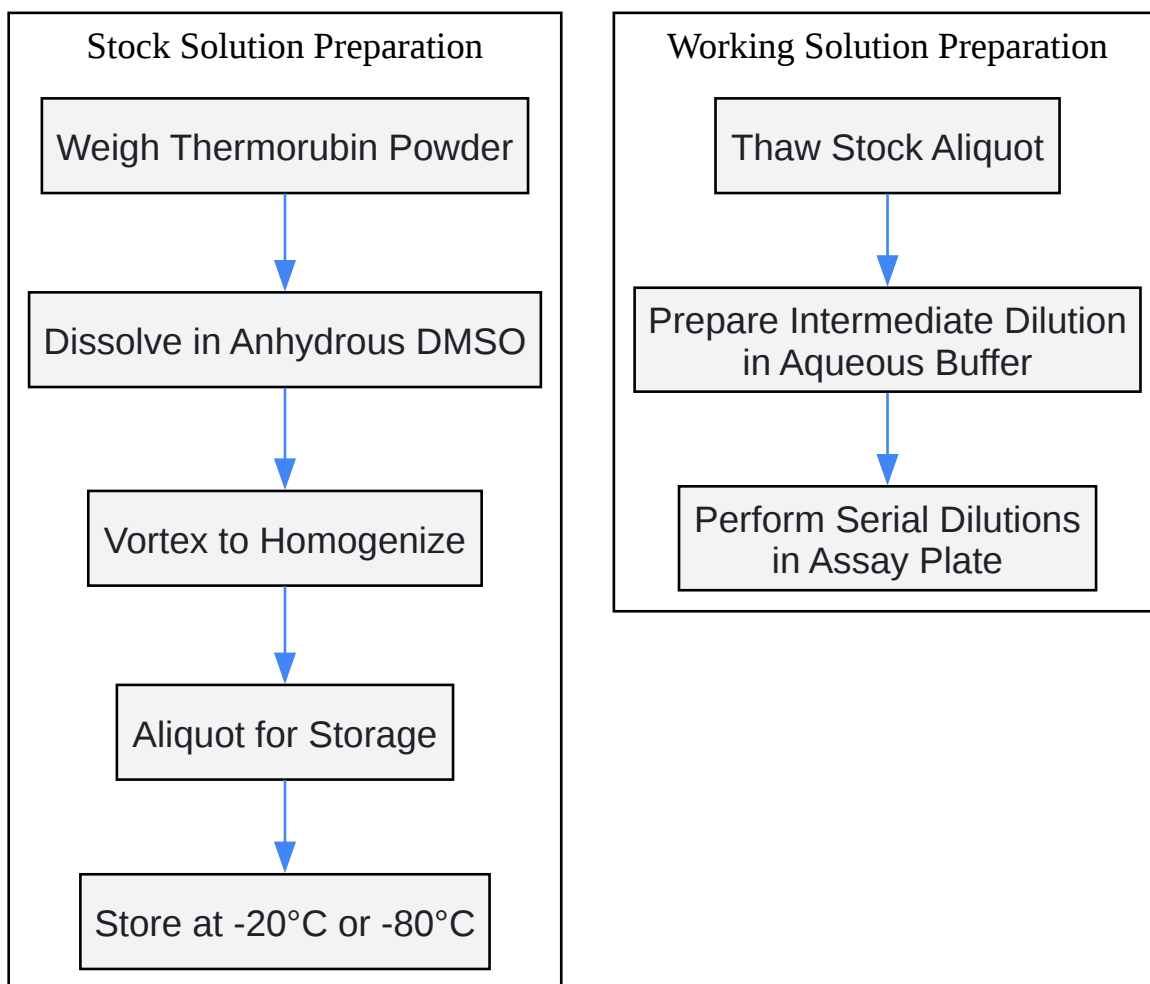 Stock Solution Preparation
Weigh Thermorubin Powder
Dissolve in Anhydrous DMSO
Vortex to Homogenize
Aliquot for Storage
Store at -20°C or -80°C
Working Solution Preparation
Thaw Stock Aliquot
Prepare Intermediate Dilution
in Aqueous Buffer
Perform Serial Dilutions
in Assay Plate